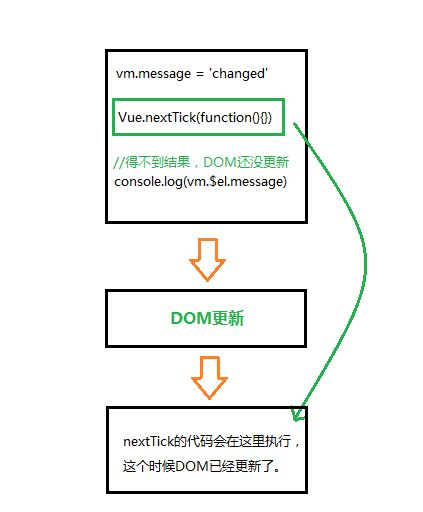 vm.message = 'changed'
Vue.nextTick(function(){})
//得不到结果，DOM还没更新
console.log(vm.$el.message)
DOM更新
nextTick的代码会在这里执行，
这个时候DOM已经更新了。